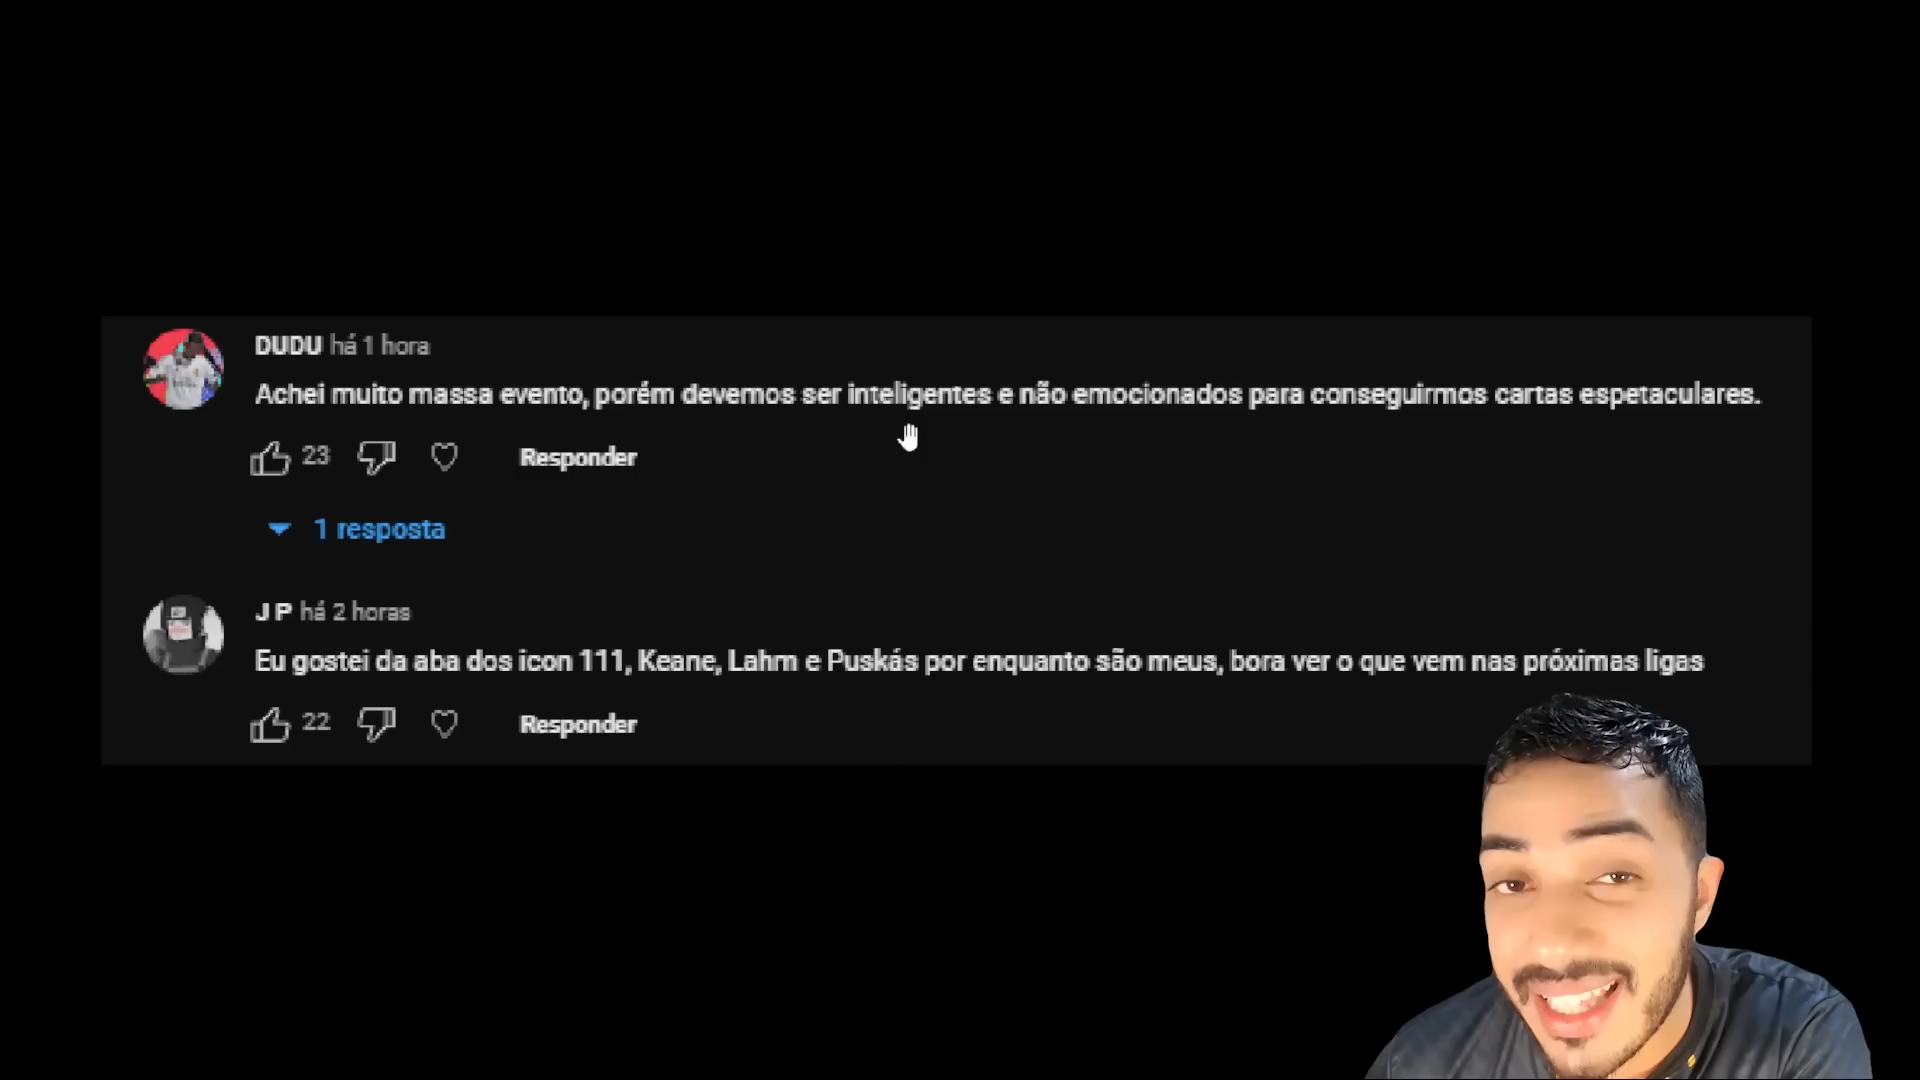 DUDU há 1 hora
Achei muito massa evento, porém devemos ser inteligentes e não emocionados para conseguirmos cartas espetaculares.
23 Responder
1 resposta
J P há 2 horas
Eu gostei da aba dos icon 111, Keane, Lahm e Puskás por enquanto são meus, bora ver o que vem nas próximas ligas
22 Responder